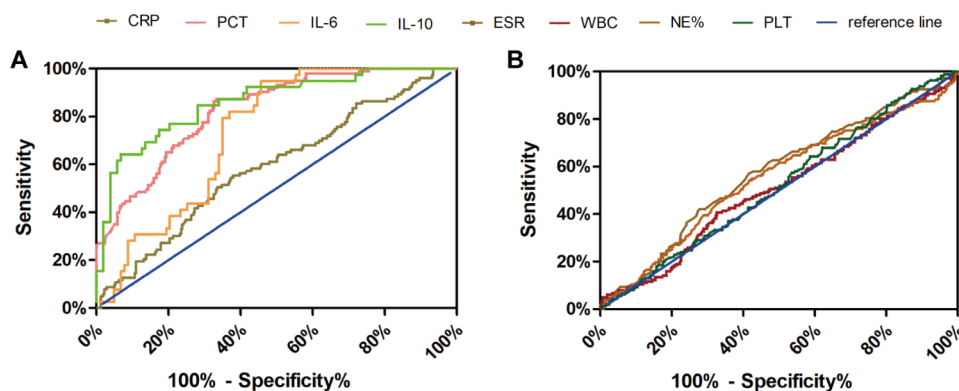 CRP PCT IL-6 IL-10 ESR WBC NE% PLT reference line
A B
100% 100%
80% 80%
60% 60%
40% 40%
20% 20%
0% 0%
Sensitivity Sensitivity
0% 20% 40% 60% 80% 100% 0% 20% 40% 60% 80% 100%
100% - Specificity% 100% - Specificity%